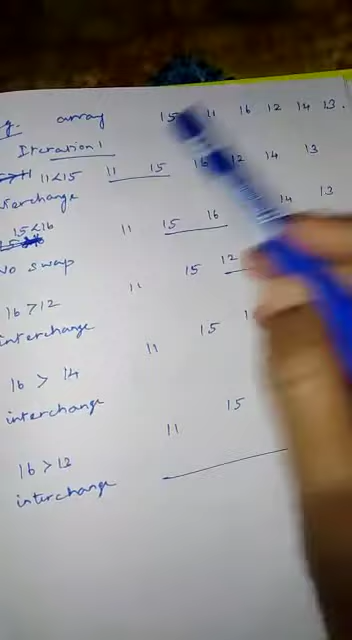 eg. array 15 11 16 12 14 13.
Iteration 1
11<15 11 15 16 12 14 13
interchange
15<16 11 15 16 14 13
No swap
16>12 11 15 12
interchange
16 > 14 11 15
interchange
16 > 13 11 15
interchange